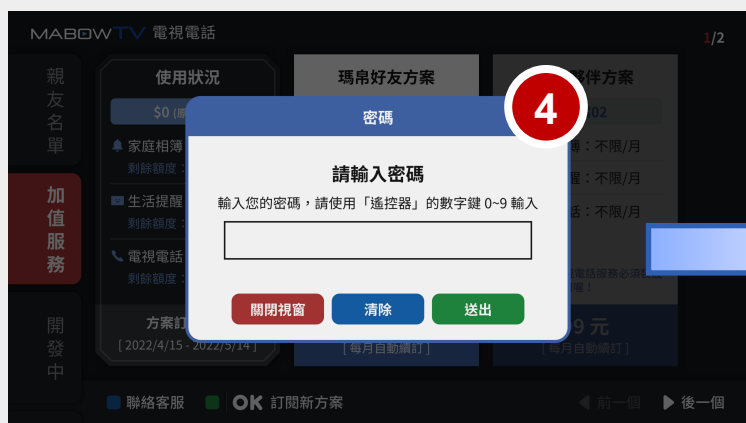 MABOWTV 電視電話
1/2
親友名單
加值服務
開發中
使用狀況
$0
家庭相簿
剩餘額度：
生活提醒
剩餘額度：
電視電話
剩餘額度：
方案訂
[ 2022/4/15 - 2022/5/14 ]
瑪帛好友方案
[ 每月自動續訂 ]
夥伴方案
02
：不限/月
醒：不限/月
話：不限/月
電話服務必須
喔！
9 元
[ 每月自動續訂 ]
4
密碼
請輸入密碼
輸入您的密碼，請使用「遙控器」的數字鍵 0~9 輸入
關閉視窗
清除
送出
聯絡客服
OK 訂閱新方案
前一個
後一個